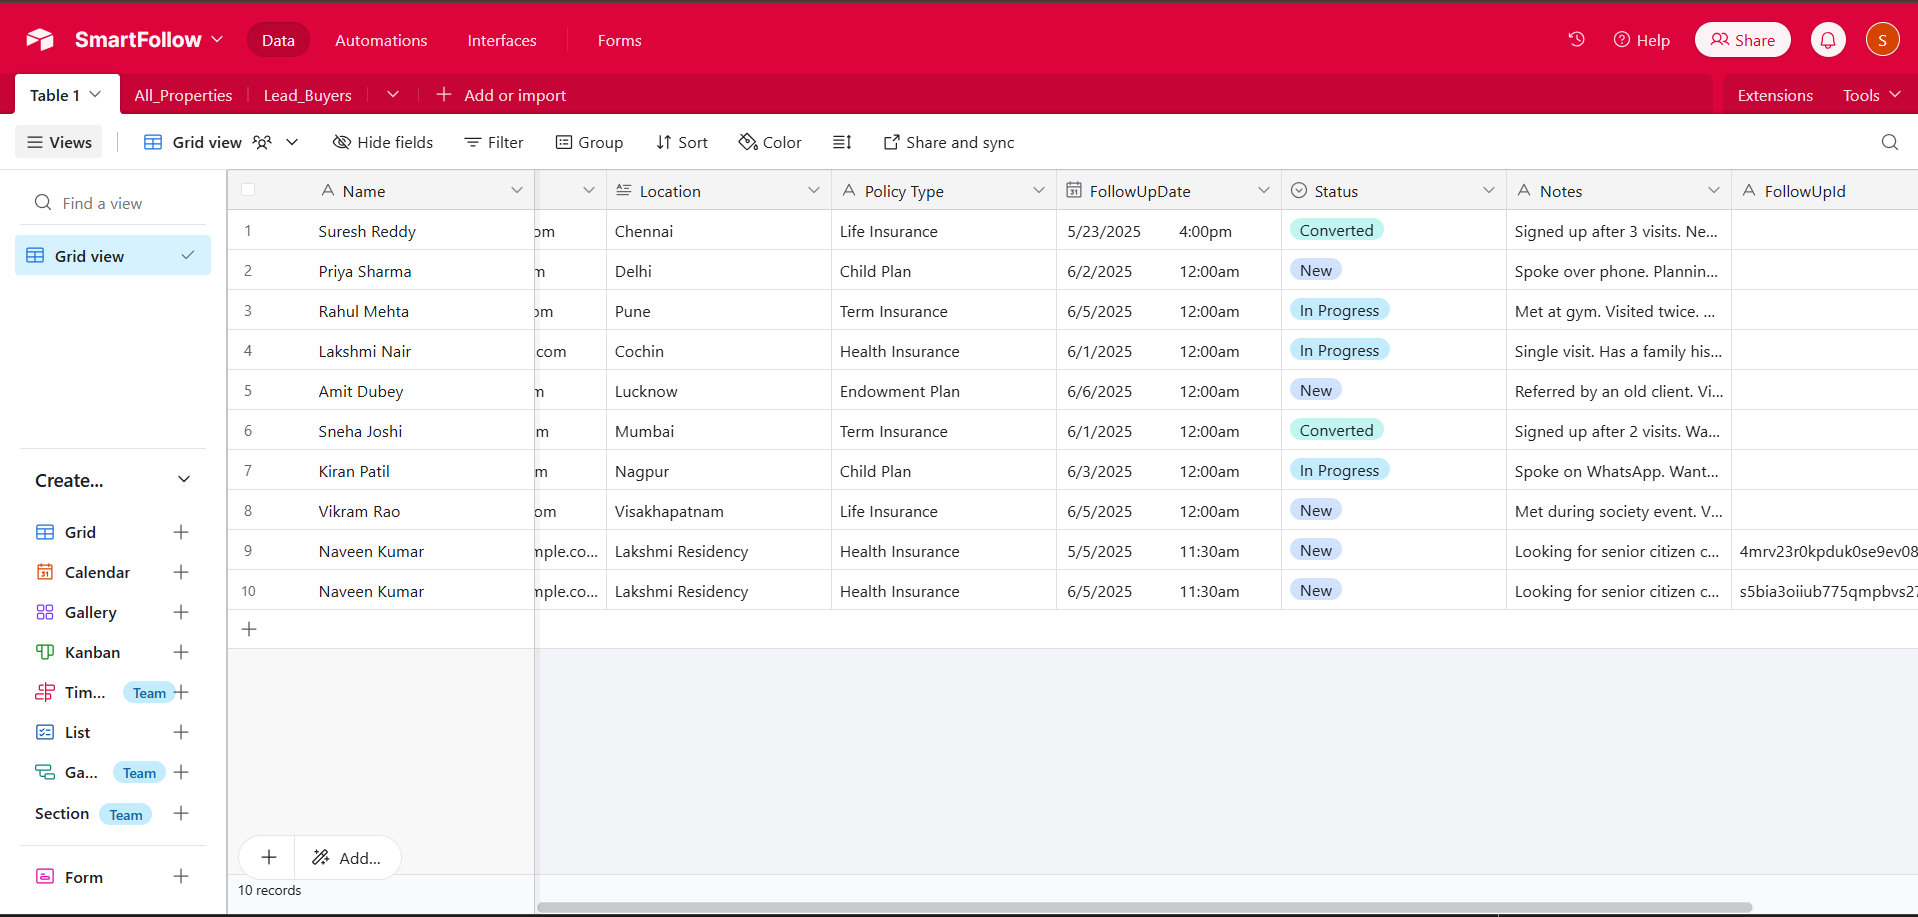 SmartFollow Data Automations Interfaces Forms Help Share S
Table 1 All_Properties Lead_Buyers Add or import Extensions Tools
Views Grid view Hide fields Filter Group Sort Color Share and sync
Find a view
Grid view
Create...
Grid
Calendar
Gallery
Kanban
Tim... Team
List
Ga... Team
Section Team
Form
Name Location Policy Type FollowUpDate Status Notes FollowUpId
1 Suresh Reddy om Chennai Life Insurance 5/23/2025 4:00pm Converted Signed up after 3 visits. Ne...
2 Priya Sharma m Delhi Child Plan 6/2/2025 12:00am New Spoke over phone. Plannin...
3 Rahul Mehta om Pune Term Insurance 6/5/2025 12:00am In Progress Met at gym. Visited twice. ...
4 Lakshmi Nair com Cochin Health Insurance 6/1/2025 12:00am In Progress Single visit. Has a family his...
5 Amit Dubey m Lucknow Endowment Plan 6/6/2025 12:00am New Referred by an old client. Vi...
6 Sneha Joshi m Mumbai Term Insurance 6/1/2025 12:00am Converted Signed up after 2 visits. Wa...
7 Kiran Patil m Nagpur Child Plan 6/3/2025 12:00am In Progress Spoke on WhatsApp. Want...
8 Vikram Rao om Visakhapatnam Life Insurance 6/5/2025 12:00am New Met during society event. V...
9 Naveen Kumar mple.co... Lakshmi Residency Health Insurance 5/5/2025 11:30am New Looking for senior citizen c... 4mrv23r0kpduk0se9ev08
10 Naveen Kumar mple.co... Lakshmi Residency Health Insurance 6/5/2025 11:30am New Looking for senior citizen c... s5bia3oiiub775qmpbvs27
Add...
10 records